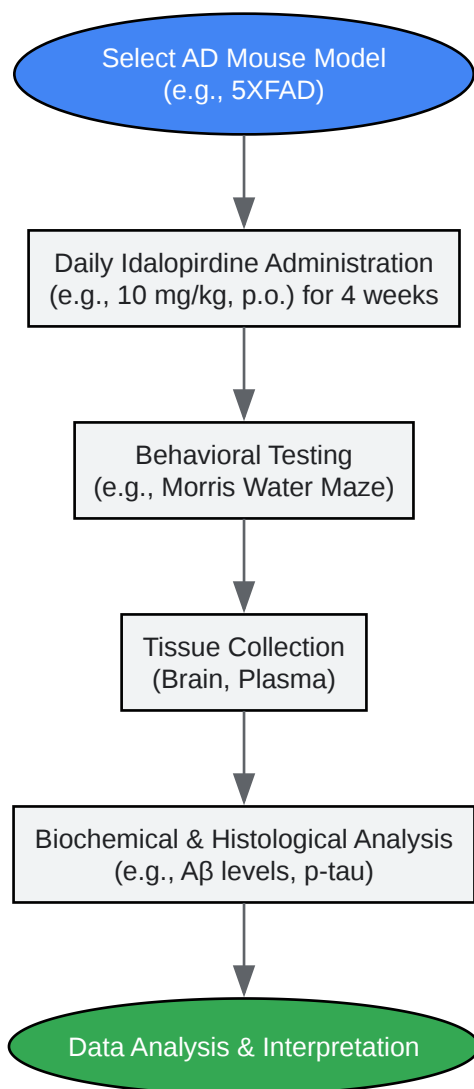 Select AD Mouse Model
(e.g., 5XFAD)
Daily Idalopirdine Administration
(e.g., 10 mg/kg, p.o.) for 4 weeks
Behavioral Testing
(e.g., Morris Water Maze)
Tissue Collection
(Brain, Plasma)
Biochemical & Histological Analysis
(e.g., Aβ levels, p-tau)
Data Analysis & Interpretation